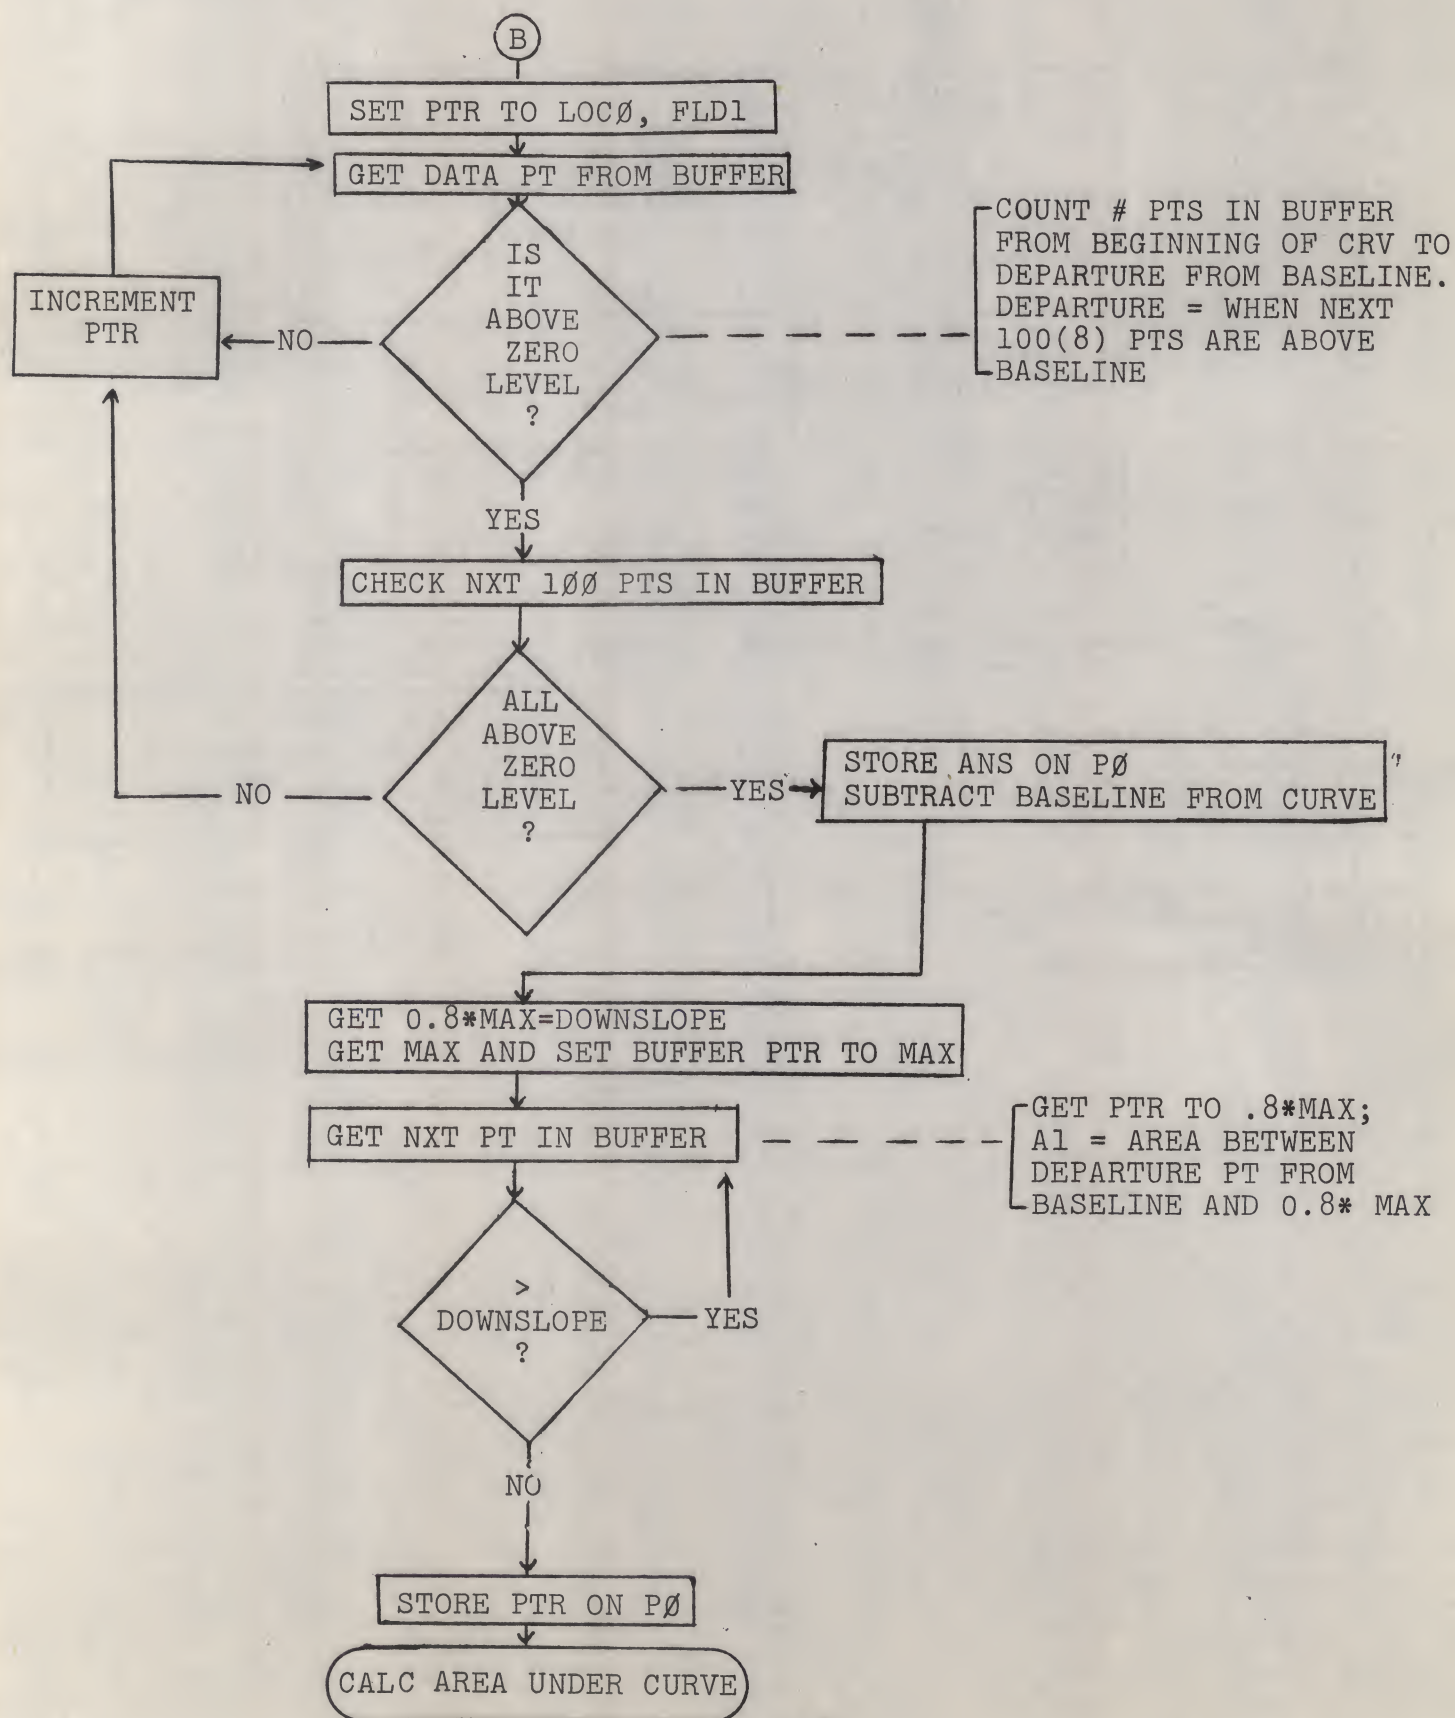 B
SET PTR TO LOCØ, FLD1
GET DATA PT FROM BUFFER
IS
IT
ABOVE
ZERO
LEVEL
?
COUNT # PTS IN BUFFER
FROM BEGINNING OF CRV TO
DEPARTURE FROM BASELINE.
DEPARTURE = WHEN NEXT
100(8) PTS ARE ABOVE
BASELINE
INCREMENT
PTR
NO
YES
CHECK NXT 1ØØ PTS IN BUFFER
ALL
ABOVE
ZERO
LEVEL
?
NO
YES
STORE ANS ON PØ
SUBTRACT BASELINE FROM CURVE
GET 0.8*MAX=DOWNSLOPE
GET MAX AND SET BUFFER PTR TO MAX
GET NXT PT IN BUFFER
GET PTR TO .8*MAX;
A1 = AREA BETWEEN
DEPARTURE PT FROM
BASELINE AND 0.8* MAX
>
DOWNSLOPE
?
YES
NO
STORE PTR ON PØ
CALC AREA UNDER CURVE